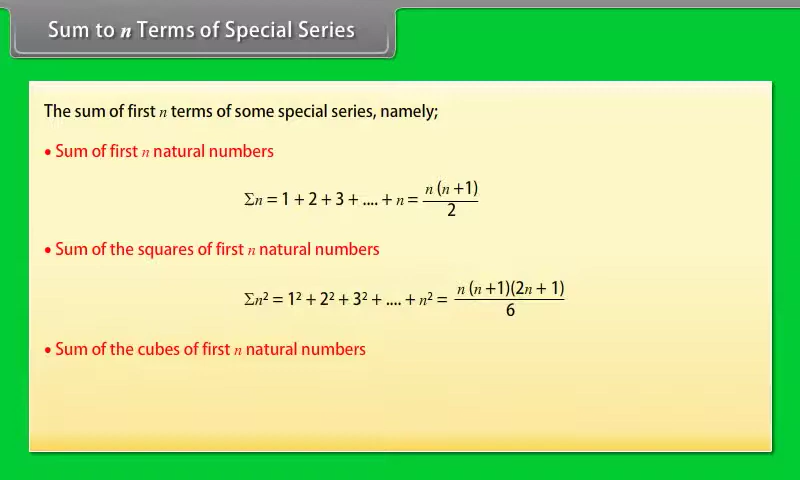 Sum to n Terms of Special Series
The sum of first n terms of some special series, namely;
• Sum of first n natural numbers
Σn = 1 + 2 + 3 + .... + n = n (n +1) / 2
• Sum of the squares of first n natural numbers
Σn² = 1² + 2² + 3² + .... + n² = n (n +1)(2n + 1) / 6
• Sum of the cubes of first n natural numbers